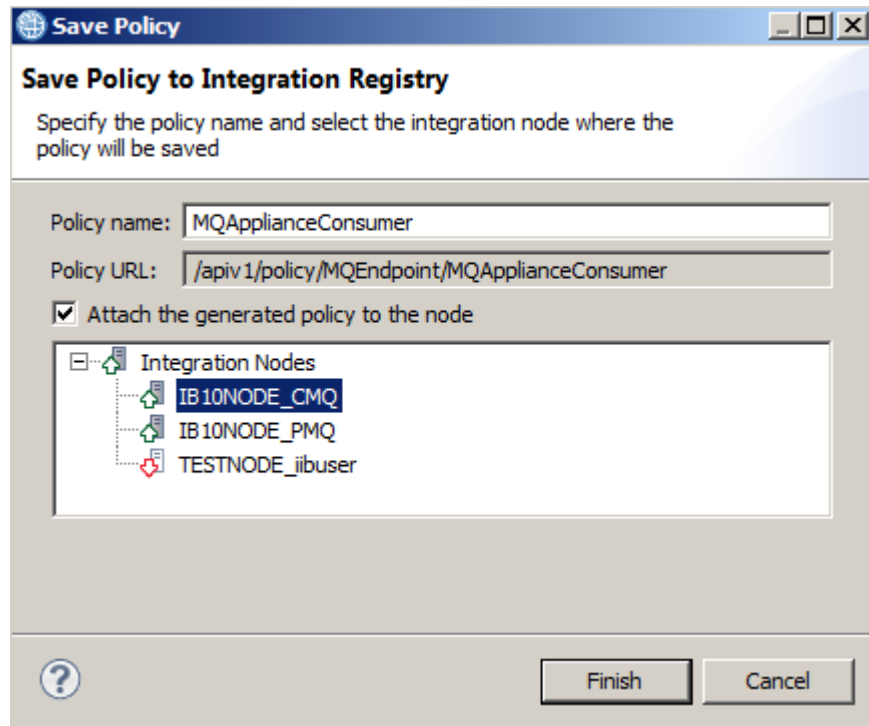 Save Policy
Save Policy to Integration Registry
Specify the policy name and select the integration node where the
policy will be saved
Policy name: MQApplianceConsumer
Policy URL: /apiv1/policy/MQEndpoint/MQApplianceConsumer
Attach the generated policy to the node
Integration Nodes
IB10NODE_CMQ
IB10NODE_PMQ
TESTNODE_iibuser
? Finish Cancel